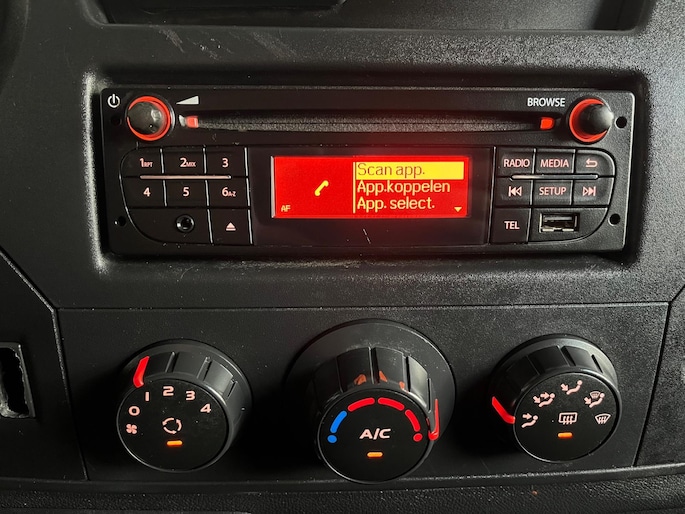 BROWSE
1RPT 2MIX 3
4 5 6A-Z
Scan app.
App.koppelen
App. select.
AF
RADIO MEDIA
SETUP
TEL
0 1 2 3 4
A/C